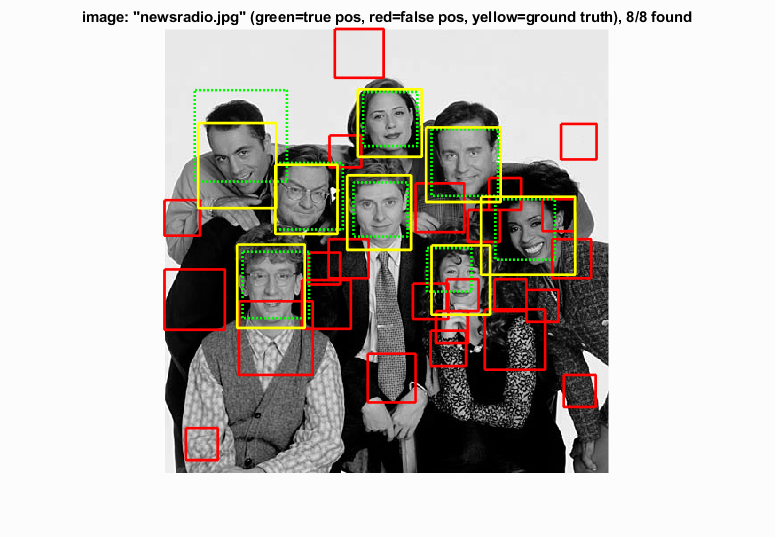 image: "newsradio.jpg" (green=true pos, red=false pos, yellow=ground truth), 8/8 found